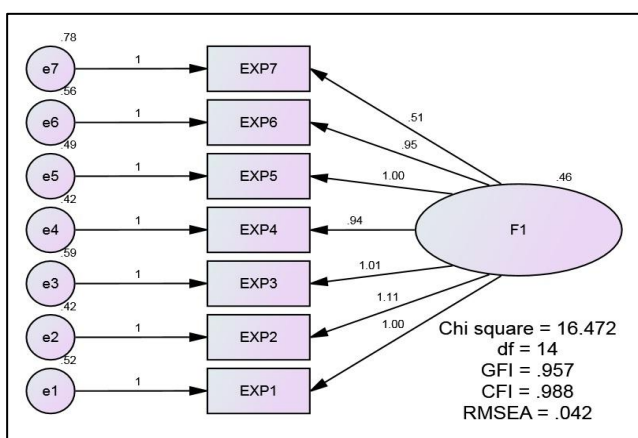 .78
e7 1 EXP7
.51
.56
e6 1 EXP6
.95
.49
e5 1 EXP5
1.00
.46
.42
e4 1 EXP4
.94
F1
.59
e3 1 EXP3
1.01
.42
e2 1 EXP2
1.11
.52
e1 1 EXP1
1.00
Chi square = 16.472
df = 14
GFI = .957
CFI = .988
RMSEA = .042